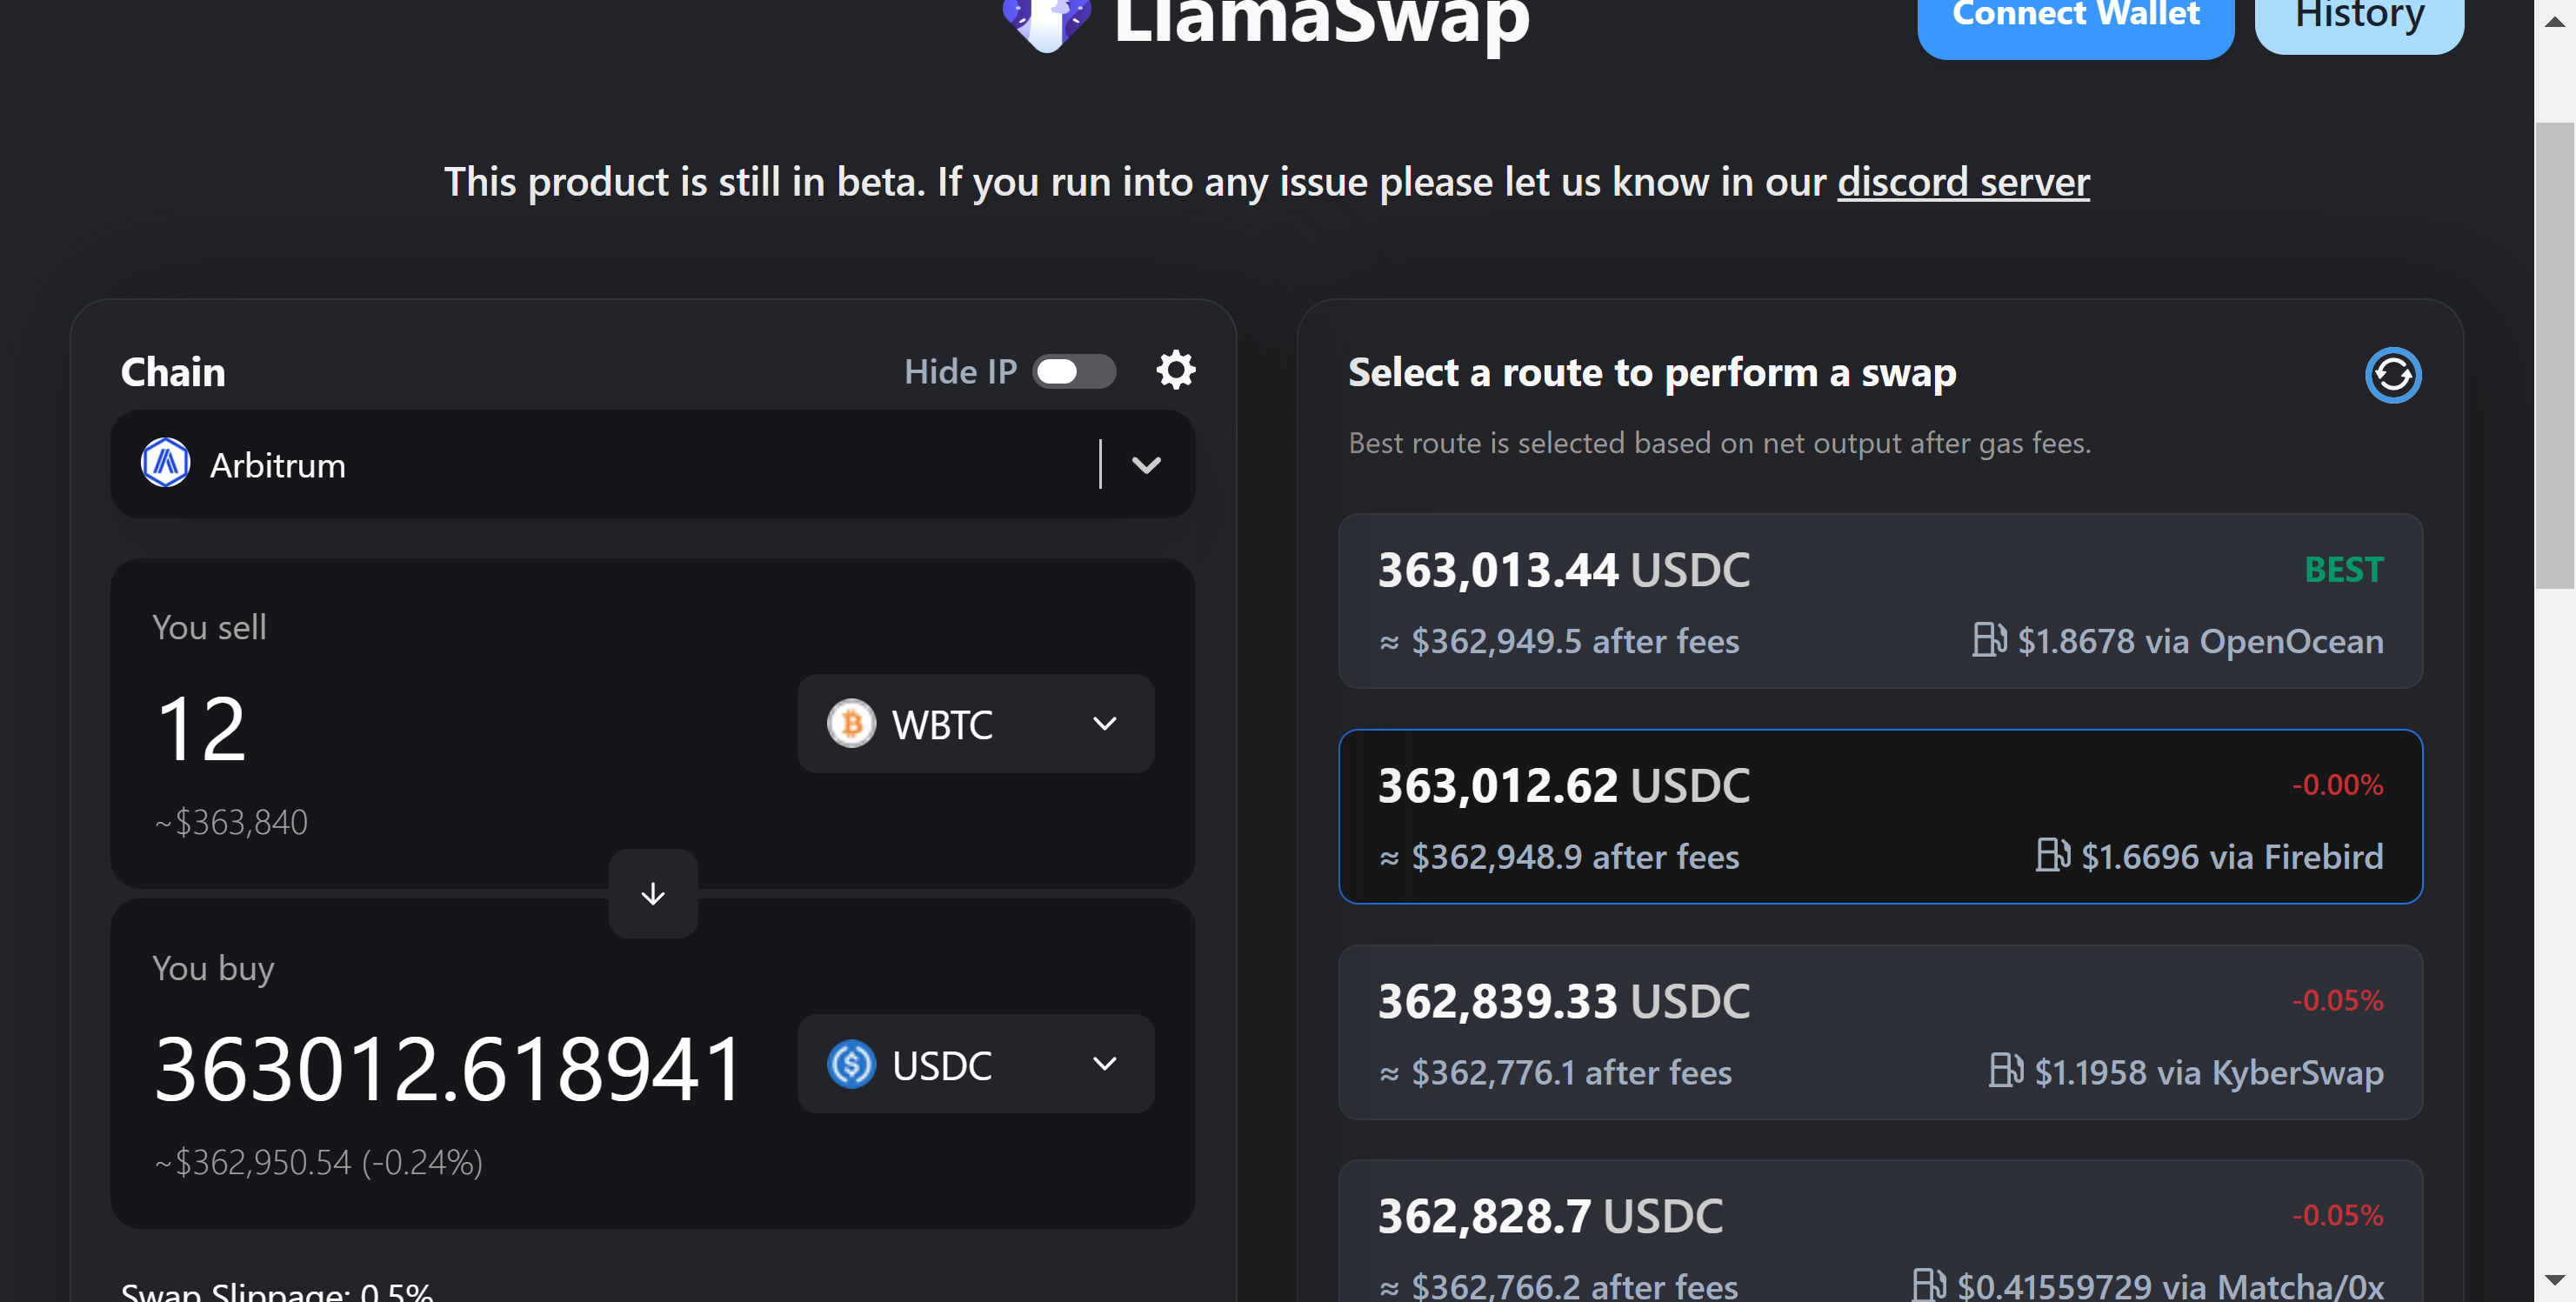 LlamaSwap
Connect Wallet
History
This product is still in beta. If you run into any issue please let us know in our discord server
Chain
Hide IP
Arbitrum
You sell
12
WBTC
~$363,840
You buy
363012.618941
USDC
~$362,950.54 (-0.24%)
Swap Slippage: 0.5%
Select a route to perform a swap
Best route is selected based on net output after gas fees.
363,013.44 USDC
BEST
≈ $362,949.5 after fees
$1.8678 via OpenOcean
363,012.62 USDC
-0.00%
≈ $362,948.9 after fees
$1.6696 via Firebird
362,839.33 USDC
-0.05%
≈ $362,776.1 after fees
$1.1958 via KyberSwap
362,828.7 USDC
-0.05%
≈ $362,766.2 after fees
$0.41559729 via Matcha/0x